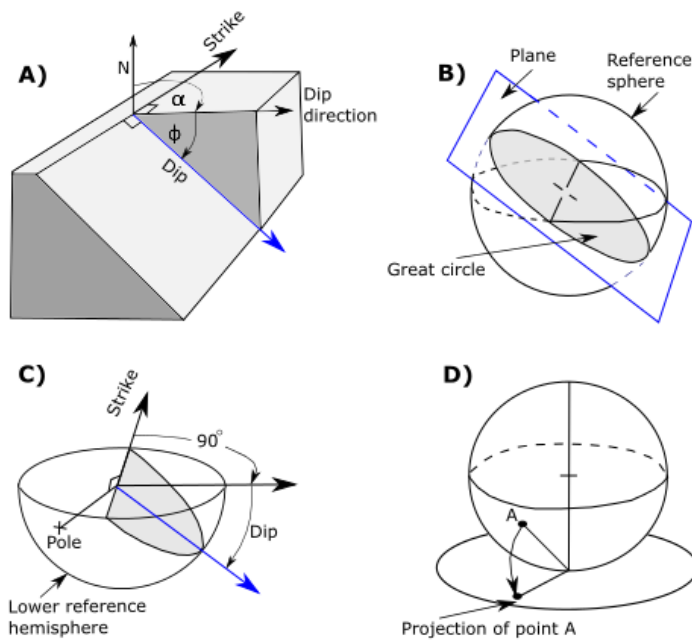 A)
N
Strike
α
Dip
direction
ϕ
Dip
B)
Plane
Reference
sphere
Great circle
C)
Strike
90°
Dip
Pole
Lower reference
hemisphere
D)
A
Projection of point A